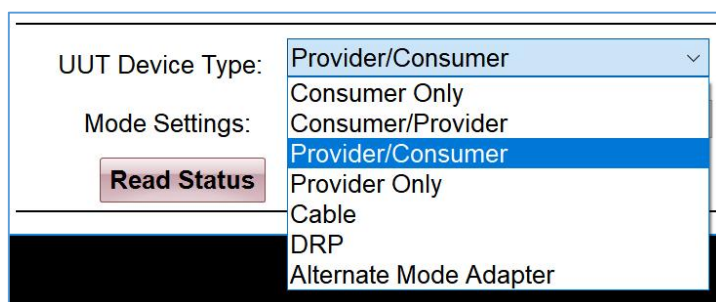 UUT Device Type: Provider/Consumer
Consumer Only
Mode Settings: Consumer/Provider
Provider/Consumer
Read Status Provider Only
Cable
DRP
Alternate Mode Adapter